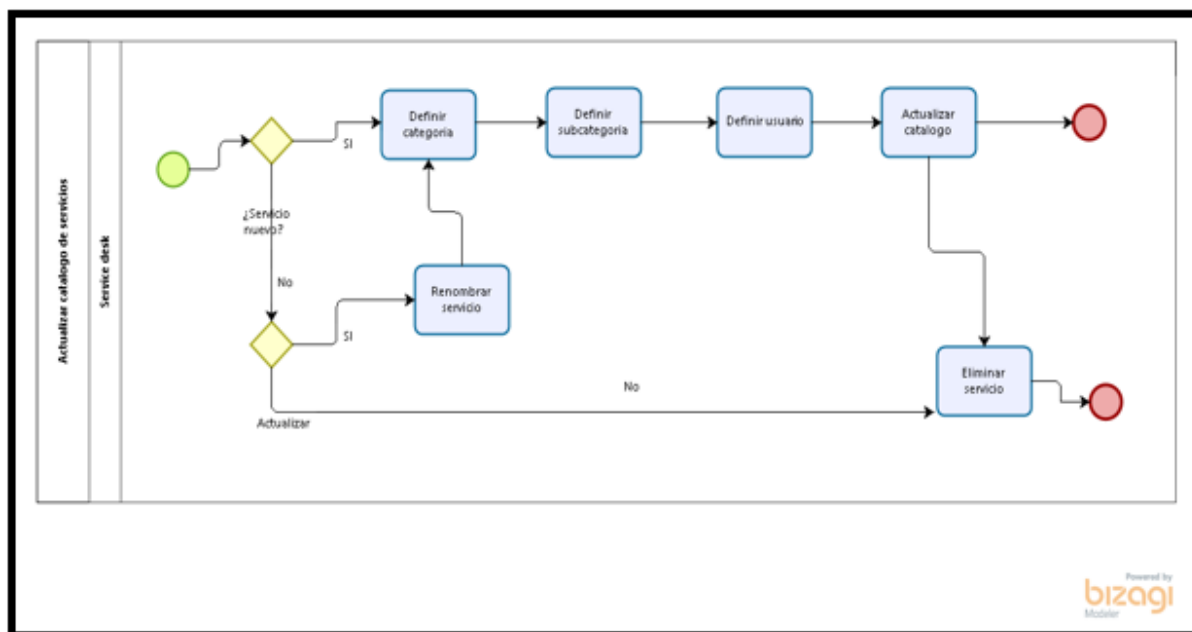 Actualizar catalogo de servicios
Service desk
Definir
categoria
Definir
subcategoria
Definir usuario
Actualizar
catalogo
SI
¿Servicio
nuevo?
No
Renombrar
servicio
SI
Actualizar
No
Eliminar
servicio
Powered by
bizagi
Modeler